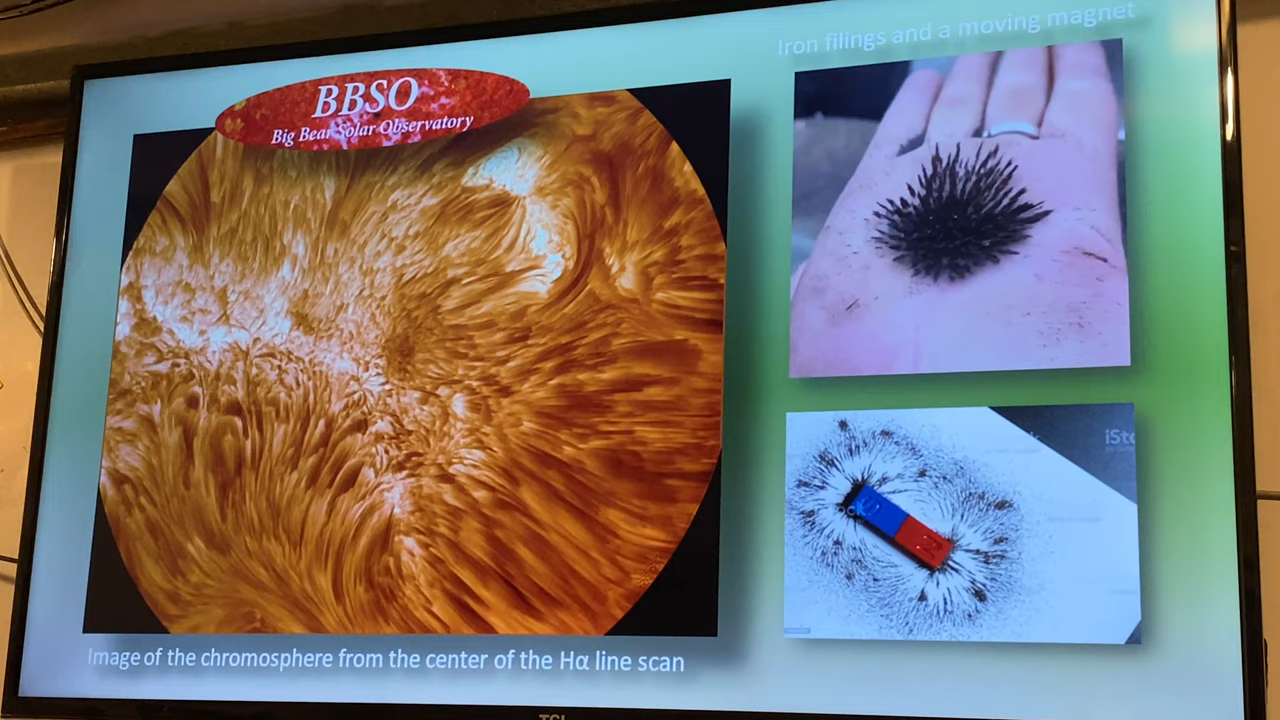 BBSO
Big Bear Solar Observatory
Iron filings and a moving magnet
iSto
Image of the chromosphere from the center of the Hα line scan